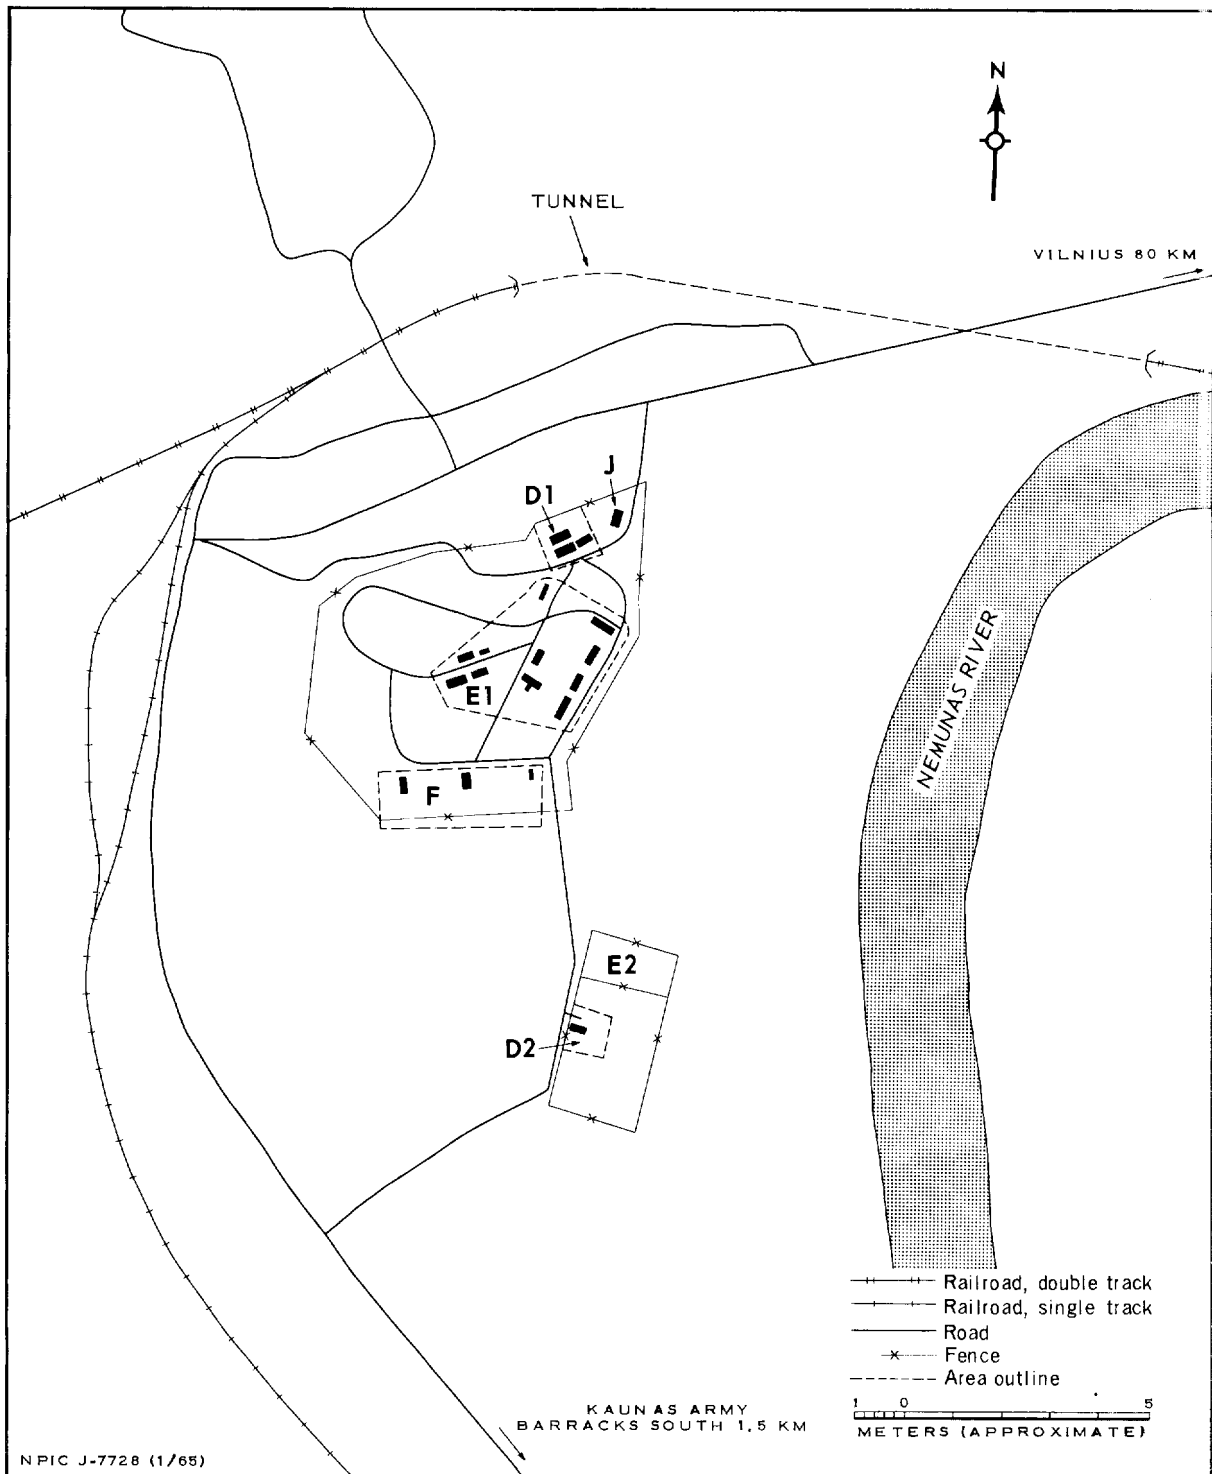 N
TUNNEL
VILNIUS 80 KM
J
D1
E1
NEMUNAS RIVER
F
E2
D2
Railroad, double track
Railroad, single track
Road
Fence
Area outline
1 0 5
METERS (APPROXIMATE)
KAUNAS ARMY
BARRACKS SOUTH 1.5 KM
NPIC J-7728 (1/65)